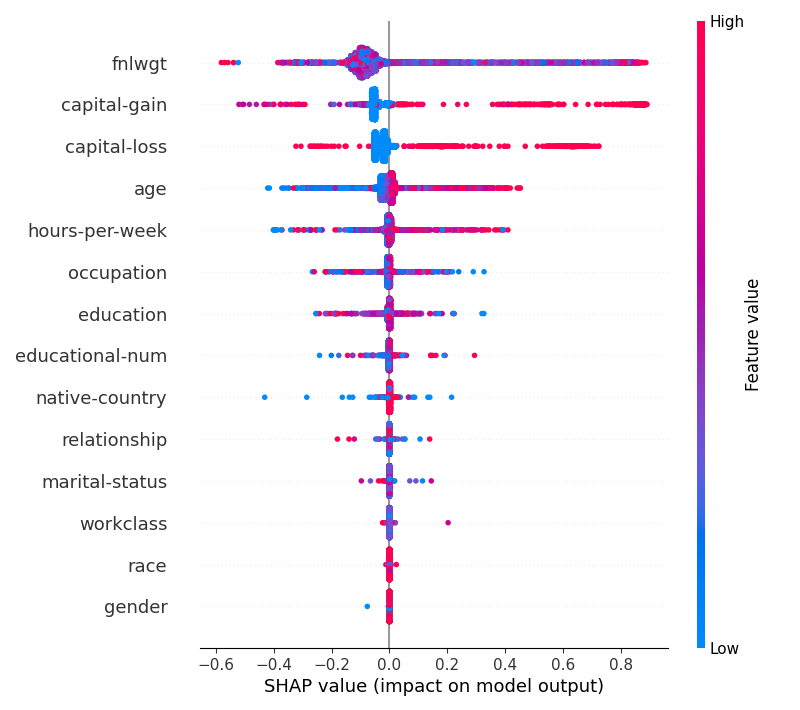 High
fnlwgt
capital-gain
capital-loss
age
hours-per-week
occupation
education
educational-num
native-country
relationship
marital-status
workclass
race
gender
Feature value
Low
−0.6 −0.4 −0.2 0.0 0.2 0.4 0.6 0.8
SHAP value (impact on model output)